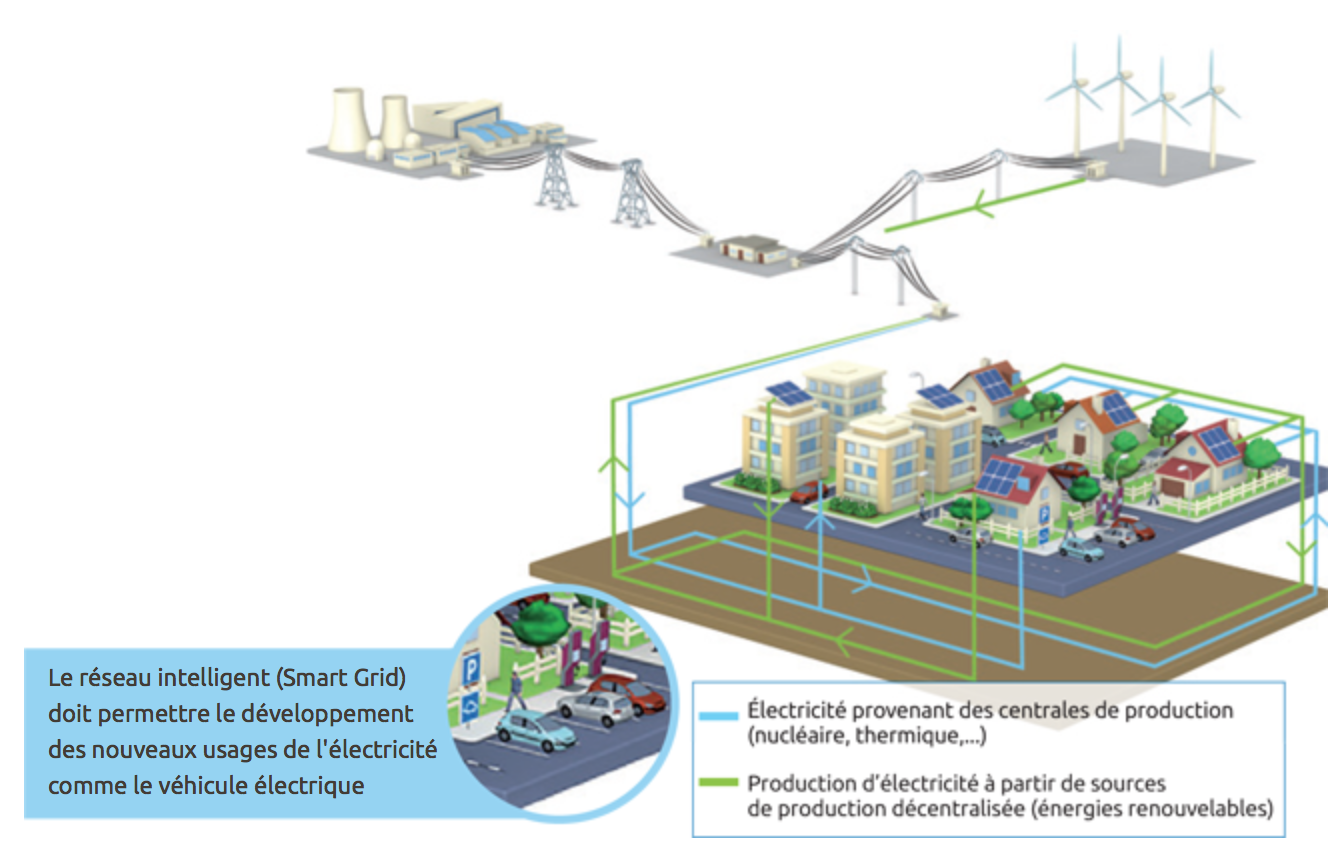 Le réseau intelligent (Smart Grid)
doit permettre le développement
des nouveaux usages de l'électricité
comme le véhicule électrique
P
P
Électricité provenant des centrales de production
(nucléaire, thermique,...)
Production d'électricité à partir de sources
de production décentralisée (énergies renouvelables)